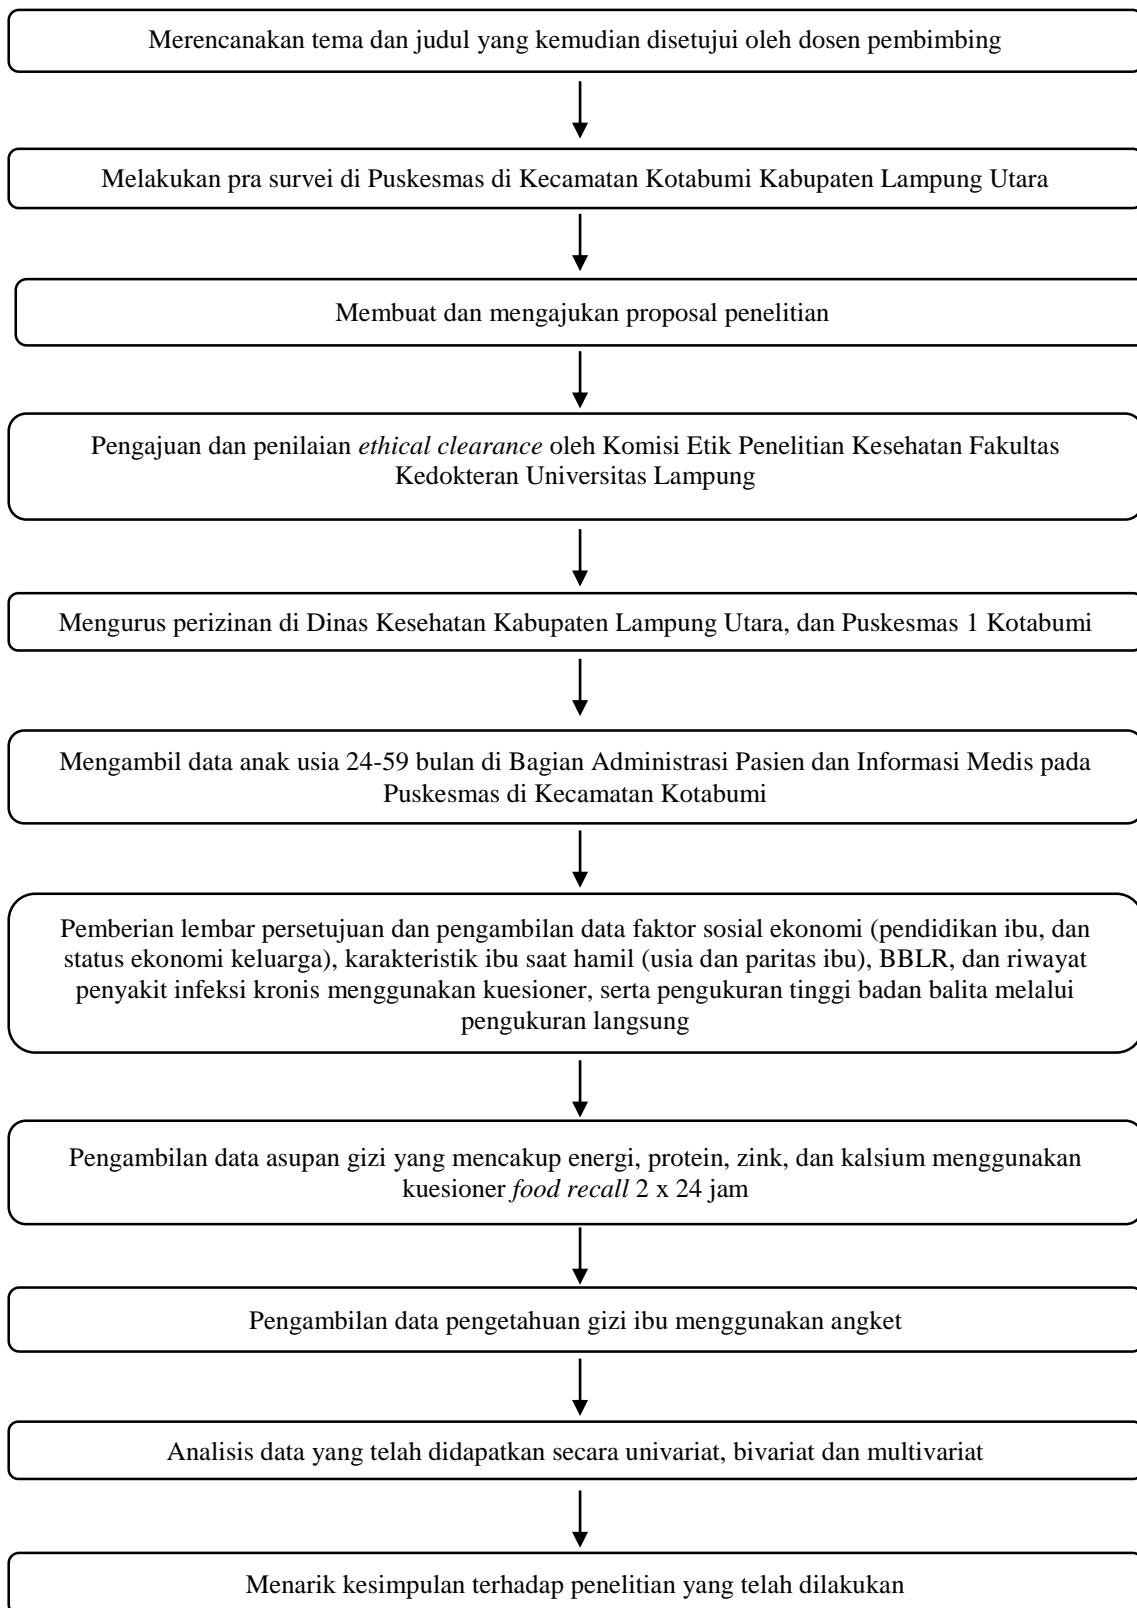 Merencanakan tema dan judul yang kemudian disetujui oleh dosen pembimbing
Melakukan pra survei di Puskesmas di Kecamatan Kotabumi Kabupaten Lampung Utara
Membuat dan mengajukan proposal penelitian
Pengajuan dan penilaian ethical clearance oleh Komisi Etik Penelitian Kesehatan Fakultas
Kedokteran Universitas Lampung
Mengurus perizinan di Dinas Kesehatan Kabupaten Lampung Utara, dan Puskesmas 1 Kotabumi
Mengambil data anak usia 24-59 bulan di Bagian Administrasi Pasien dan Informasi Medis pada
Puskesmas di Kecamatan Kotabumi
Pemberian lembar persetujuan dan pengambilan data faktor sosial ekonomi (pendidikan ibu, dan
status ekonomi keluarga), karakteristik ibu saat hamil (usia dan paritas ibu), BBLR, dan riwayat
penyakit infeksi kronis menggunakan kuesioner, serta pengukuran tinggi badan balita melalui
pengukuran langsung
Pengambilan data asupan gizi yang mencakup energi, protein, zink, dan kalsium menggunakan
kuesioner food recall 2 x 24 jam
Pengambilan data pengetahuan gizi ibu menggunakan angket
Analisis data yang telah didapatkan secara univariat, bivariat dan multivariat
Menarik kesimpulan terhadap penelitian yang telah dilakukan